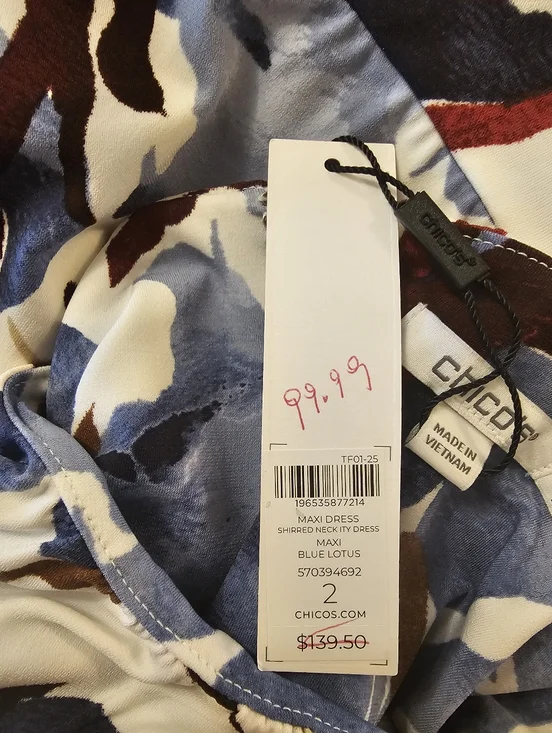 chico's®
99.99
chico's®
MADE IN
VIETNAM
TF01-25
196535877214
MAXI DRESS
SHIRRED NECK ITY DRESS
MAXI
BLUE LOTUS
570394692
2
CHICOS.COM
$139.50